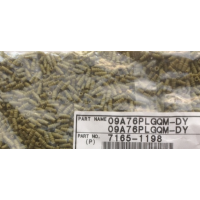 PART NAME 09A76PLGQM-DY
09A76PLGQM-DY
PART NO. 7165-1198
(P)